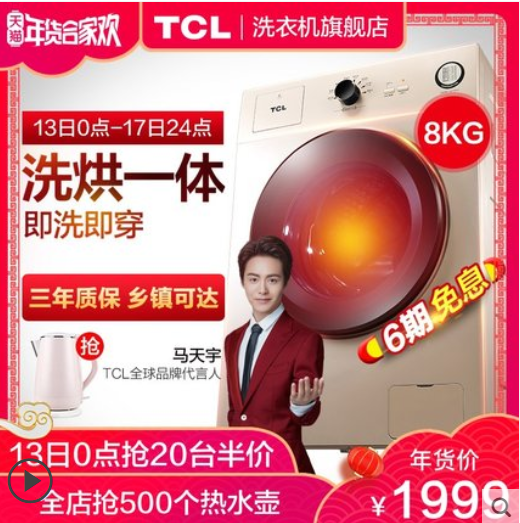 天猫 年货合家欢
TCL 洗衣机旗舰店
TCL
8KG
13日0点-17日24点
洗烘一体
即洗即穿
三年质保 乡镇可达
6期免息
抢
马天宇
TCL全球品牌代言人
13日0点抢20台半价
年货价
全店抢500个热水壶
¥1999